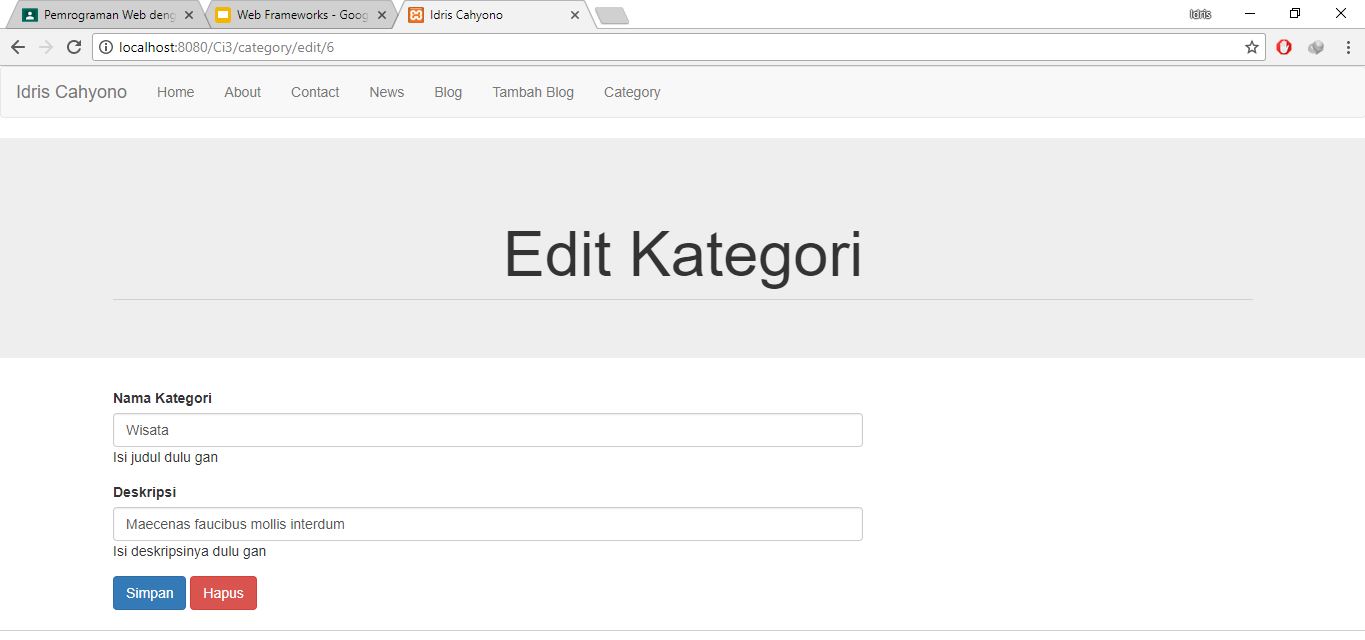 Pemrograman Web deng
Web Frameworks - Goog
Idris Cahyono
Idris
localhost:8080/Ci3/category/edit/6
Idris Cahyono Home About Contact News Blog Tambah Blog Category
Edit Kategori
Nama Kategori
Wisata
Isi judul dulu gan
Deskripsi
Maecenas faucibus mollis interdum
Isi deskripsinya dulu gan
Simpan Hapus